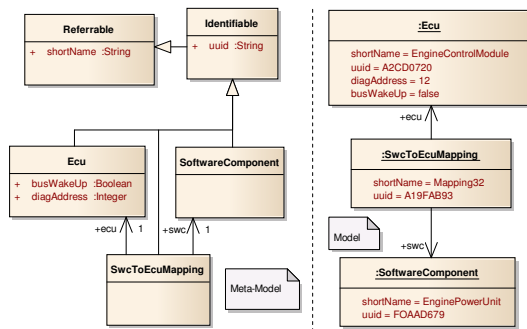 Referrable
+ shortName :String
Identifiable
+ uuid :String
Ecu
+ busWakeUp :Boolean
+ diagAddress :Integer
SoftwareComponent
+ecu
1
+swc
1
SwcToEcuMapping
Meta-Model
:Ecu
shortName = EngineControlModule
uuid = A2CD0720
diagAddress = 12
busWakeUp = false
+ecu
:SwcToEcuMapping
shortName = Mapping32
uuid = A19FAB93
Model
+swc
:SoftwareComponent
shortName = EnginePowerUnit
uuid = FOAAD679